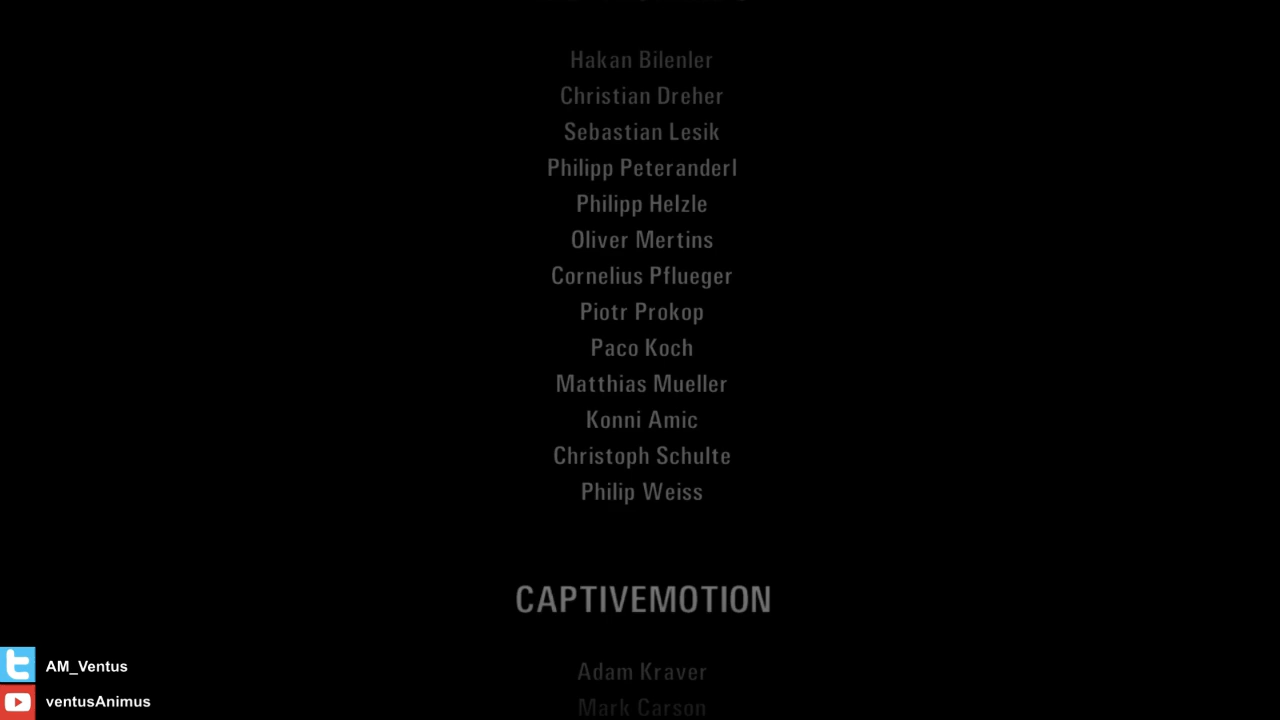 Hakan Bilenler
Christian Dreher
Sebastian Lesik
Philipp Peteranderl
Philipp Helzle
Oliver Mertins
Cornelius Pflueger
Piotr Prokop
Paco Koch
Matthias Mueller
Konni Amic
Christoph Schulte
Philip Weiss
CAPTIVEMOTION
Adam Kraver
Mark Carson
AM_Ventus
ventusAnimus